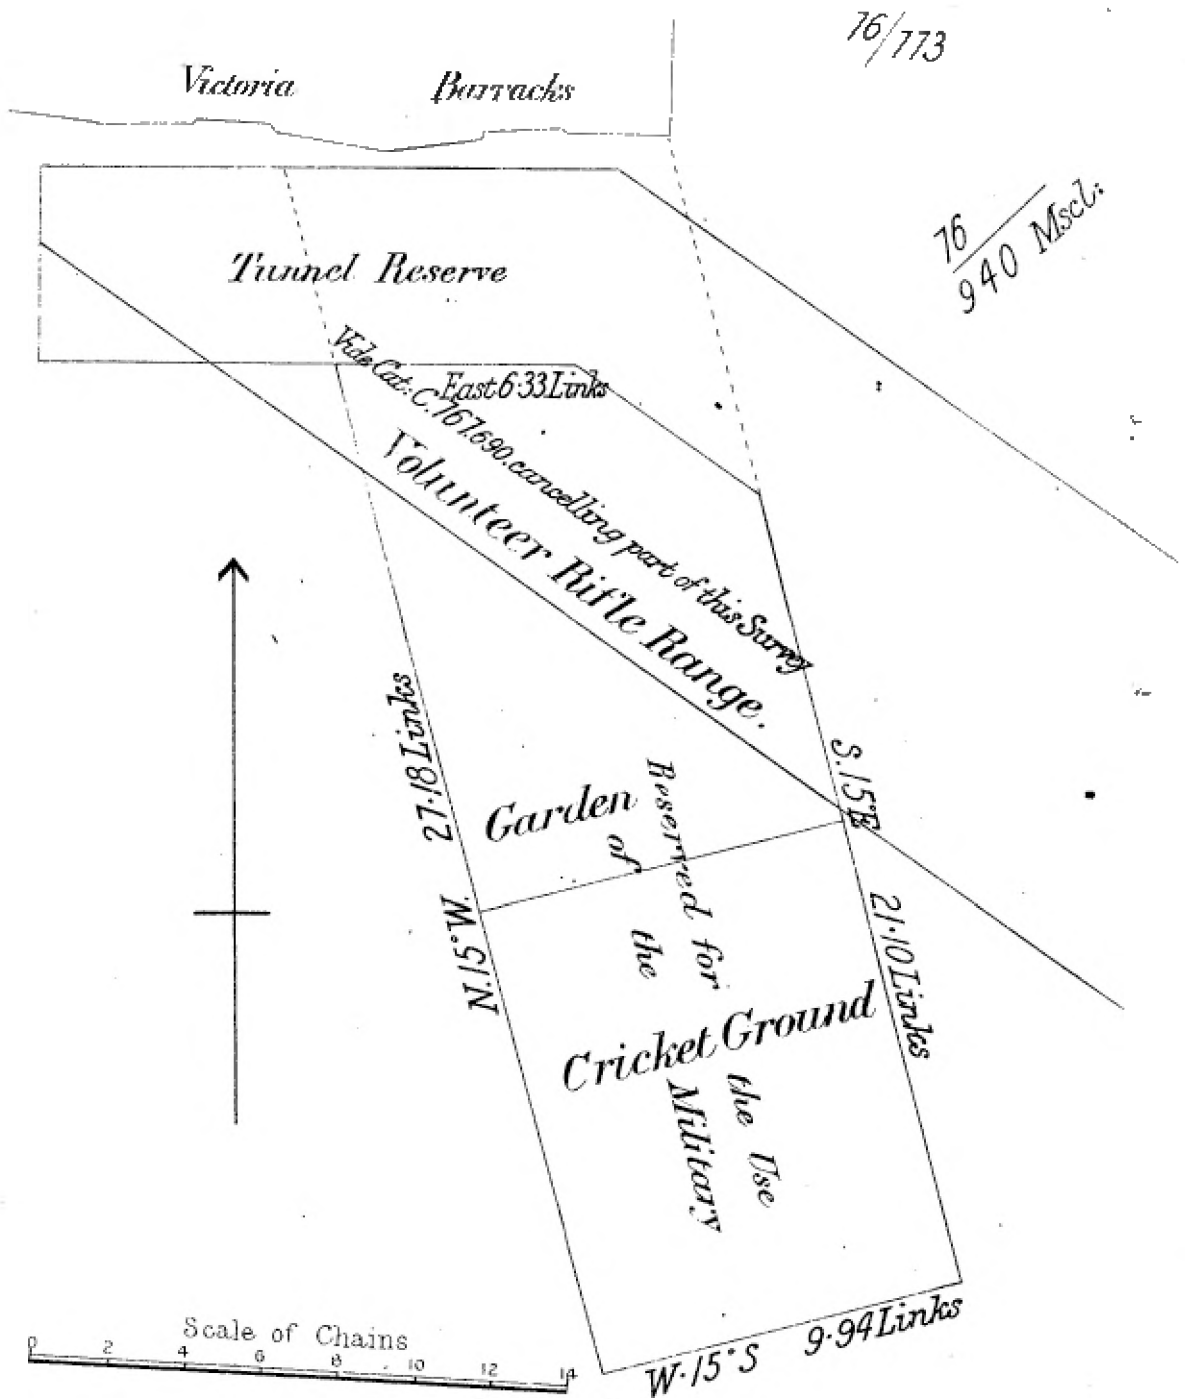 76/773
Victoria Barracks
76
940 Mscl:
Tunnel Reserve
East 6·33 Links
Vide Cat: C.767.690. cancelling part of this Survey
Volunteer Rifle Range.
27·18 Links
N.15°W.
S.15°E
21·10 Links
Garden
of
the
Military
Reserved for
the Use
Cricket Ground
9·94 Links
W·15°S
Scale of Chains
0 2 4 6 8 10 12 14